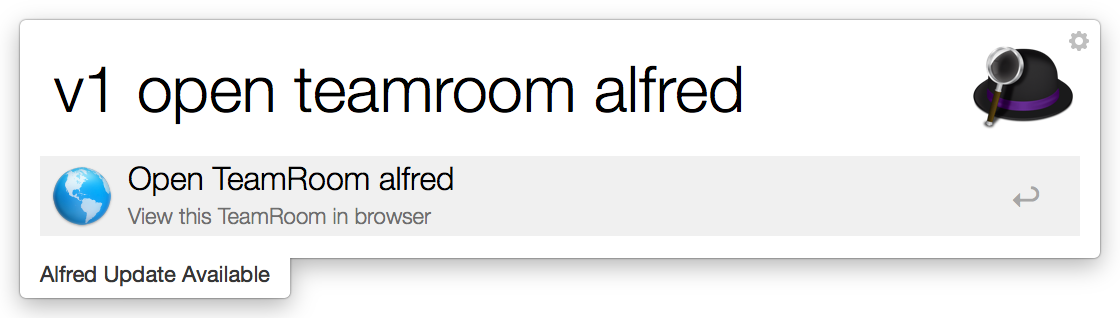 v1 open teamroom alfred
Open TeamRoom alfred
View this TeamRoom in browser
Alfred Update Available